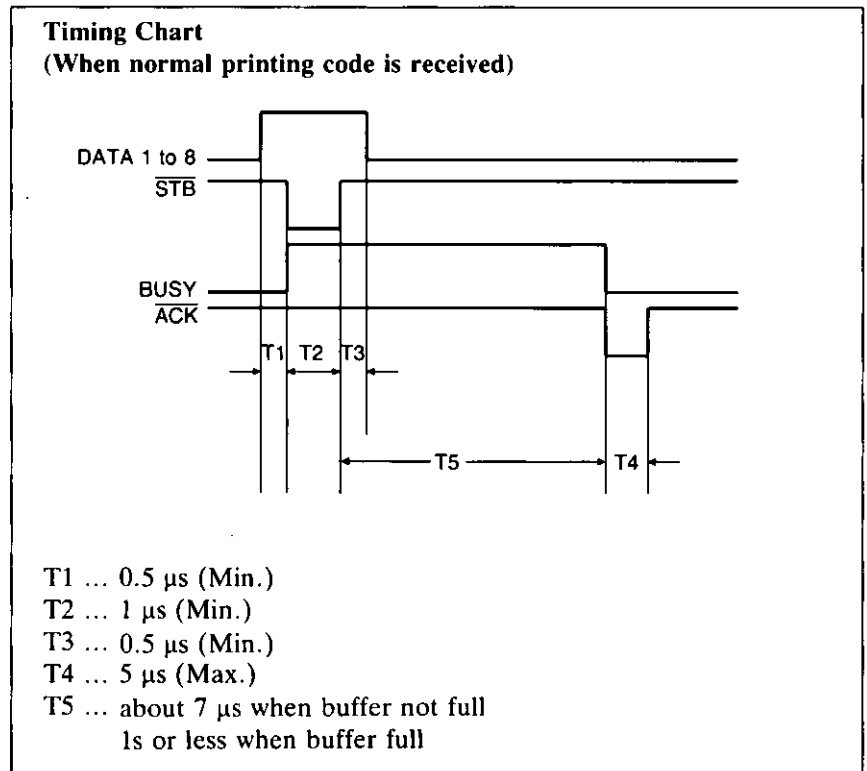 Timing Chart
(When normal printing code is received)
DATA 1 to 8
STB
BUSY
ACK
T1 T2 T3
T5 T4
T1 ... 0.5 µs (Min.)
T2 ... 1 µs (Min.)
T3 ... 0.5 µs (Min.)
T4 ... 5 µs (Max.)
T5 ... about 7 µs when buffer not full
1s or less when buffer full